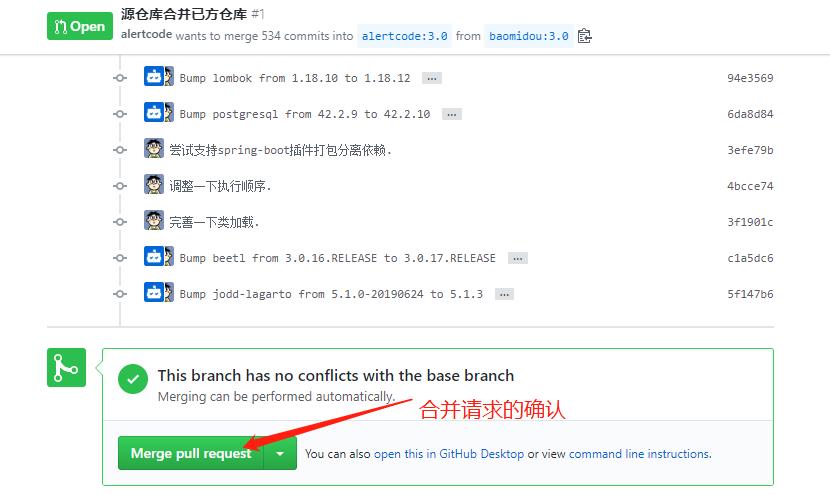 Open 源仓库合并已方仓库 #1
alertcode wants to merge 534 commits into alertcode:3.0 from baomidou:3.0
Bump lombok from 1.18.10 to 1.18.12 ... 94e3569
Bump postgresql from 42.2.9 to 42.2.10 ... 6da8d84
尝试支持spring-boot插件打包分离依赖. 3efe79b
调整一下执行顺序. 4bcce74
完善一下类加载. 3f1901c
Bump beetl from 3.0.16.RELEASE to 3.0.17.RELEASE ... c1a5dc6
Bump jodd-lagarto from 5.1.0-20190624 to 5.1.3 ... 5f147b6
This branch has no conflicts with the base branch
Merging can be performed automatically.
合并请求的确认
Merge pull request You can also open this in GitHub Desktop or view command line instructions.